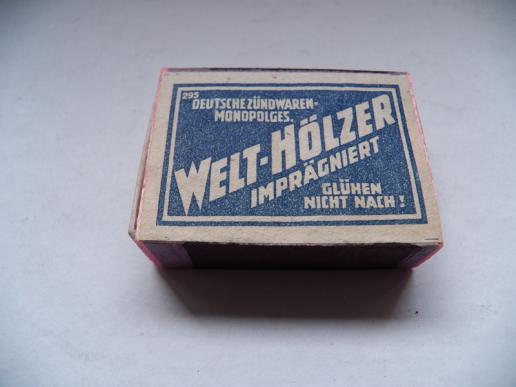 295
DEUTSCHE ZÜNDWAREN-
MONOPOLGES.
WELT-HÖLZER
IMPRÄGNIERT
GLÜHEN
NICHT NACH!